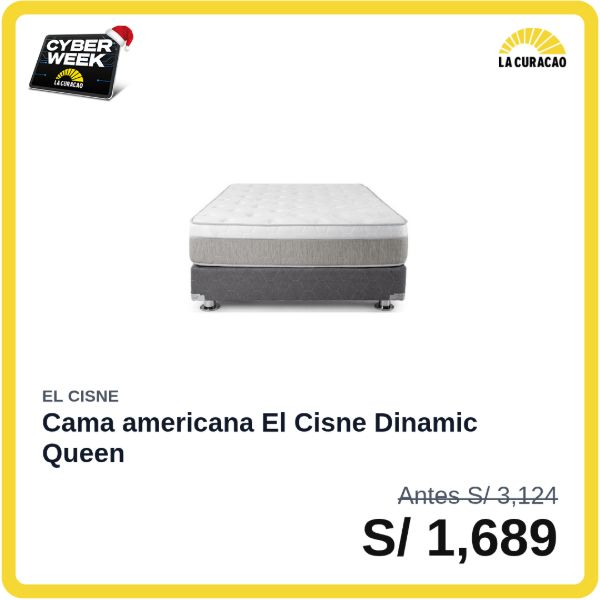 CYBER
WEEK
LA CURACAO
LA CURACAO
EL CISNE
Cama americana El Cisne Dinamic
Queen
Antes S/ 3,124
S/ 1,689